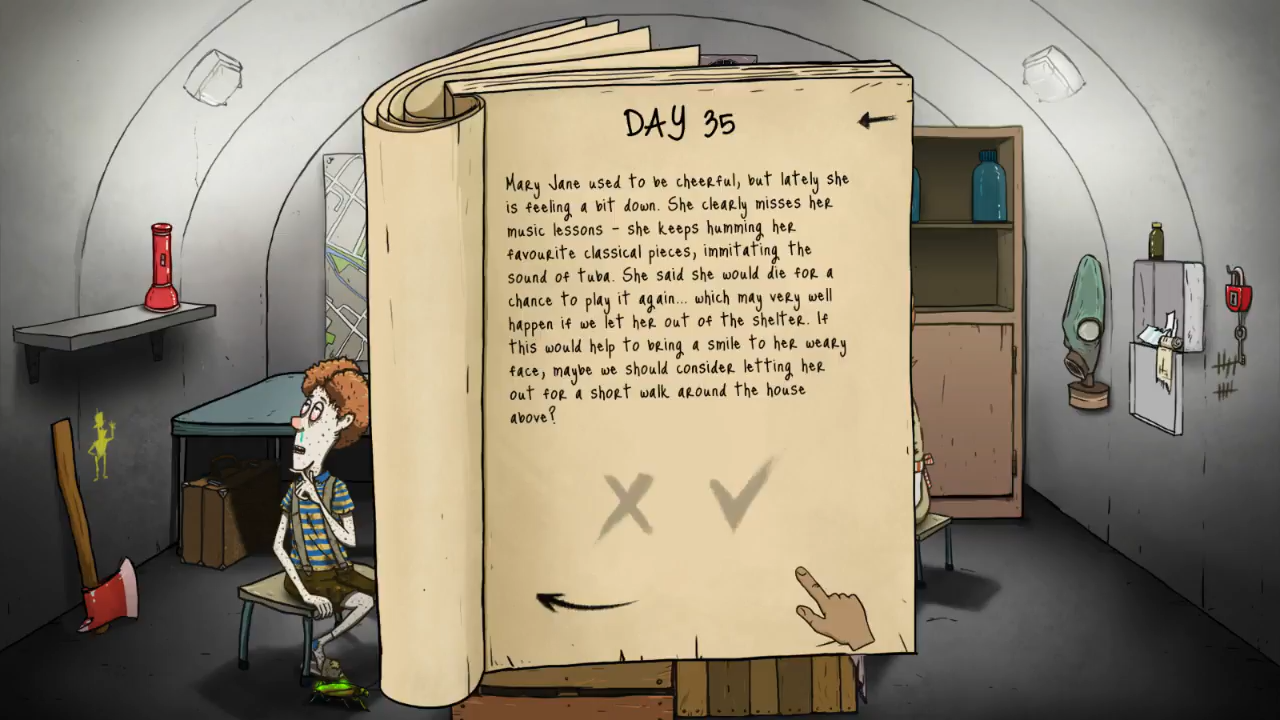 DAY 35
Mary Jane used to be cheerful, but lately she
is feeling a bit down. She clearly misses her
music lessons - she keeps humming her
favourite classical pieces, immitating the
sound of tuba. She said she would die for a
chance to play it again... which may very well
happen if we let her out of the shelter. If
this would help to bring a smile to her weary
face, maybe we should consider letting her
out for a short walk around the house
above?